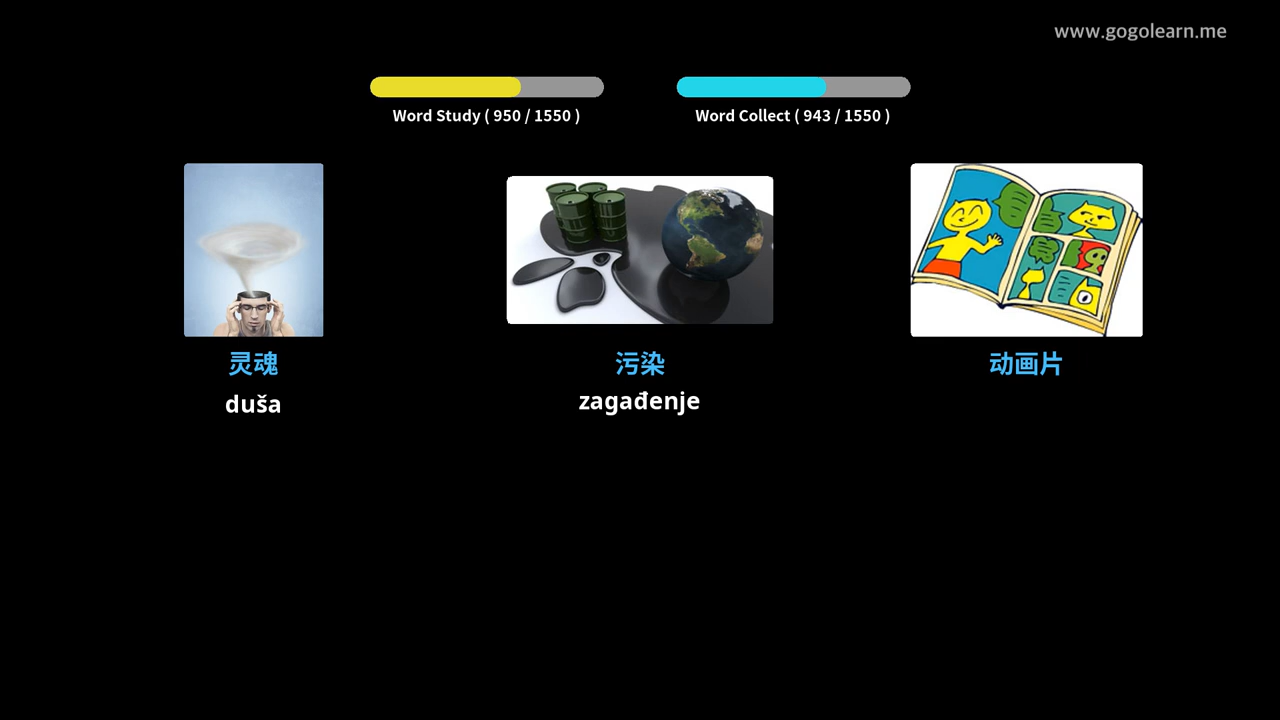 www.gogolearn.me
Word Study ( 950 / 1550 )
Word Collect ( 943 / 1550 )
灵魂
污染
动画片
duša
zagađenje